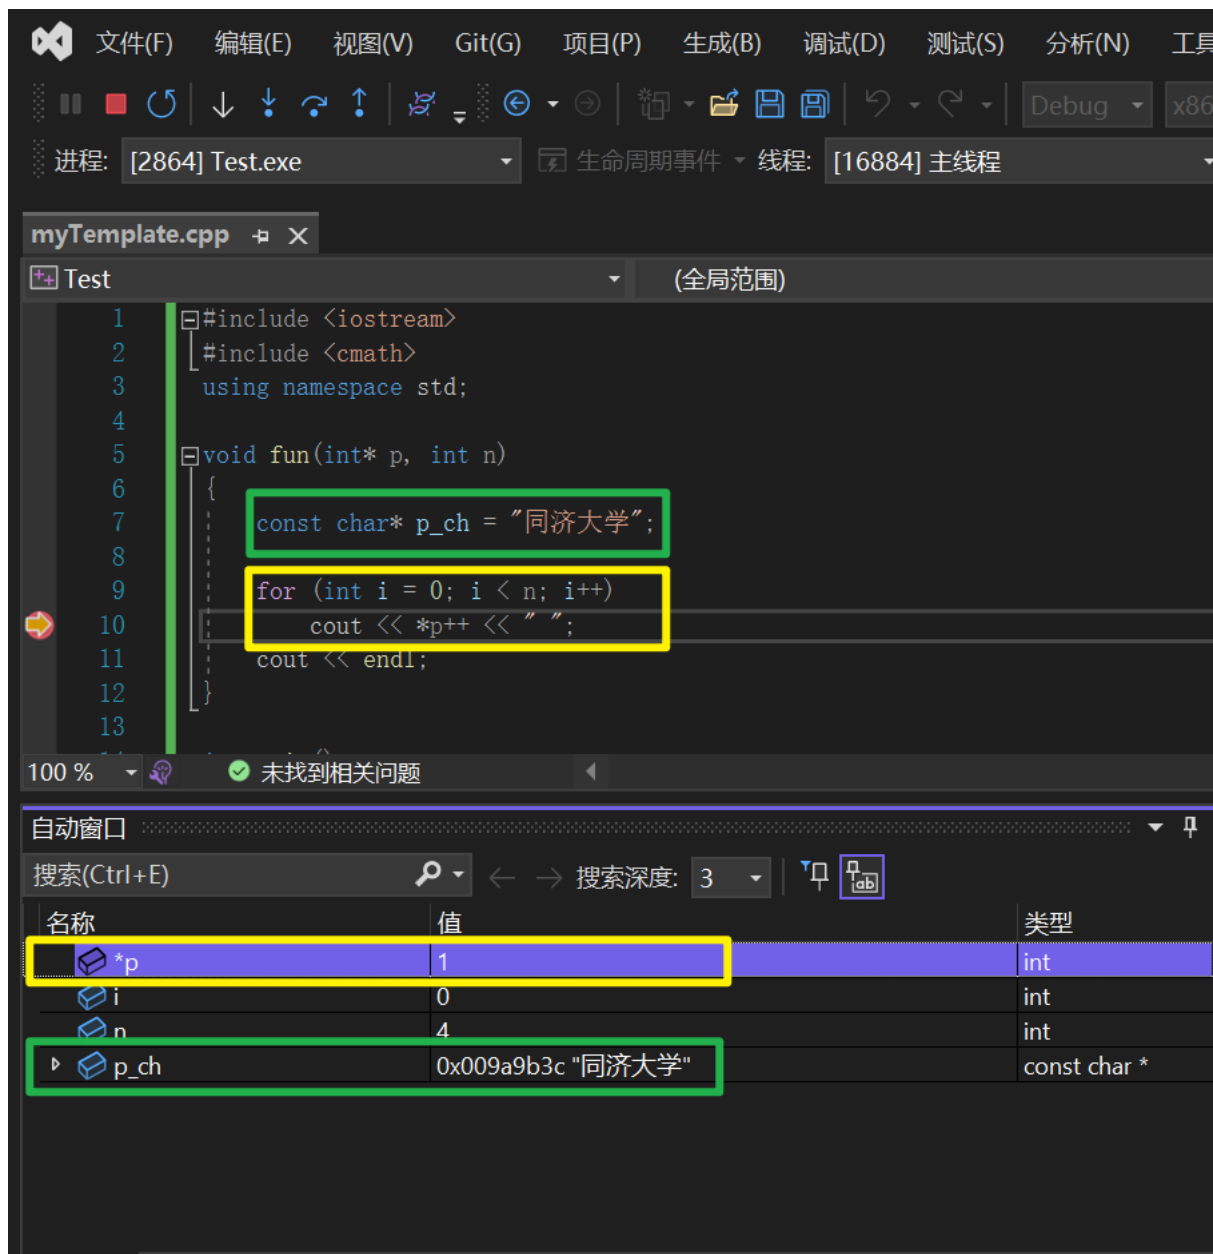 文件(F) 编辑(E) 视图(V) Git(G) 项目(P) 生成(B) 调试(D) 测试(S) 分析(N) 工具
Debug x86
进程: [2864] Test.exe 生命周期事件 线程: [16884] 主线程
myTemplate.cpp
Test (全局范围)
1 #include <iostream>
2 #include <cmath>
3 using namespace std;
4
5 void fun(int* p, int n)
6 {
7 const char* p_ch = "同济大学";
8
9 for (int i = 0; i < n; i++)
10 cout << *p++ << " ";
11 cout << endl;
12 }
13
100 % 未找到相关问题
自动窗口
搜索(Ctrl+E) 搜索深度: 3
名称 值 类型
*p 1 int
i 0 int
n 4 int
p_ch 0x009a9b3c "同济大学" const char *